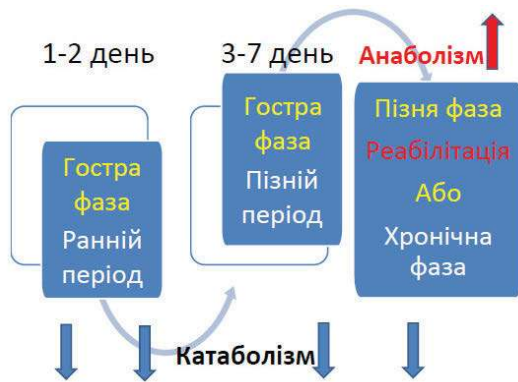 1-2 день
3-7 день
Анаболізм
Гостра
фаза
Ранній
період
Гостра
фаза
Пізній
період
Пізня фаза
Реабілітація
Або
Хронічна
фаза
Катаболізм